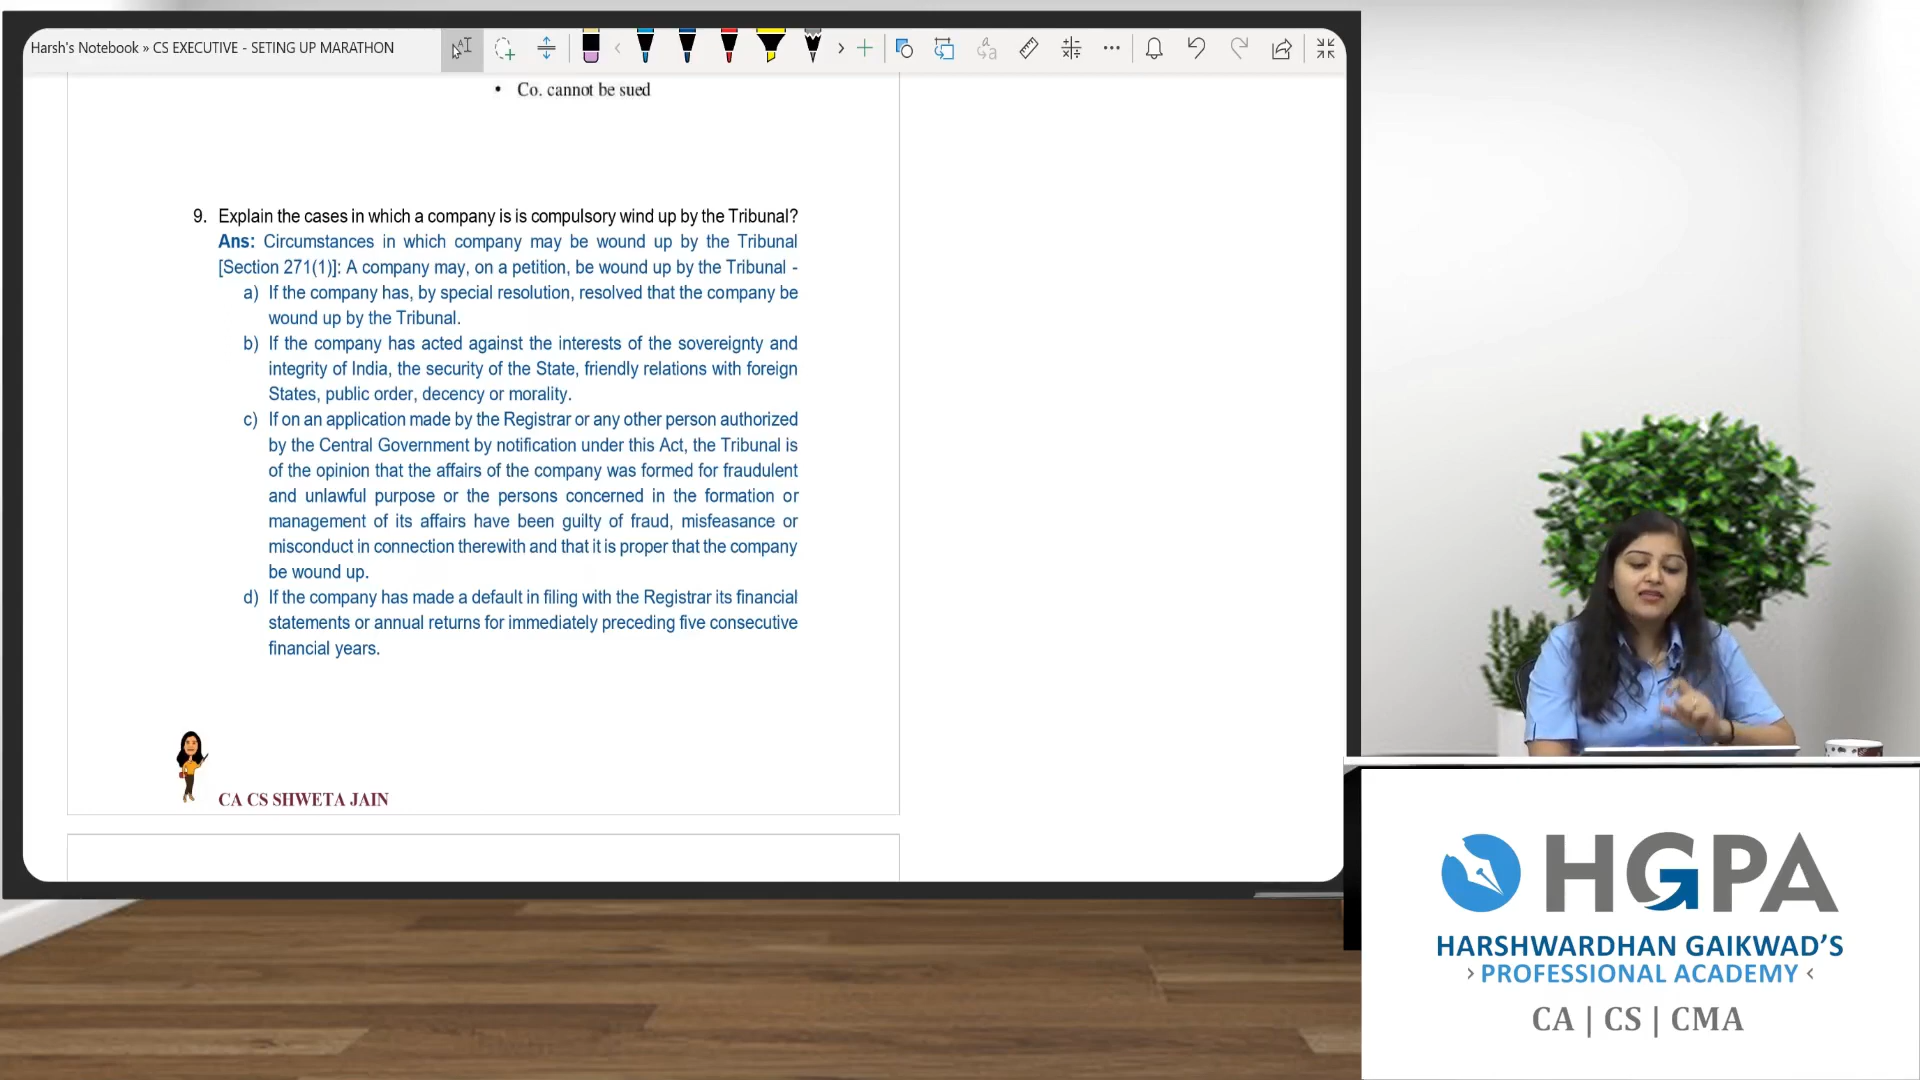 Harsh's Notebook » CS EXECUTIVE - SETING UP MARATHON
• Co. cannot be sued
9. Explain the cases in which a company is is compulsory wind up by the Tribunal?
Ans: Circumstances in which company may be wound up by the Tribunal
[Section 271(1)]: A company may, on a petition, be wound up by the Tribunal -
a) If the company has, by special resolution, resolved that the company be
wound up by the Tribunal.
b) If the company has acted against the interests of the sovereignty and
integrity of India, the security of the State, friendly relations with foreign
States, public order, decency or morality.
c) If on an application made by the Registrar or any other person authorized
by the Central Government by notification under this Act, the Tribunal is
of the opinion that the affairs of the company was formed for fraudulent
and unlawful purpose or the persons concerned in the formation or
management of its affairs have been guilty of fraud, misfeasance or
misconduct in connection therewith and that it is proper that the company
be wound up.
d) If the company has made a default in filing with the Registrar its financial
statements or annual returns for immediately preceding five consecutive
financial years.
CA CS SHWETA JAIN
HGPA
HARSHWARDHAN GAIKWAD'S
› PROFESSIONAL ACADEMY ‹
CA | CS | CMA